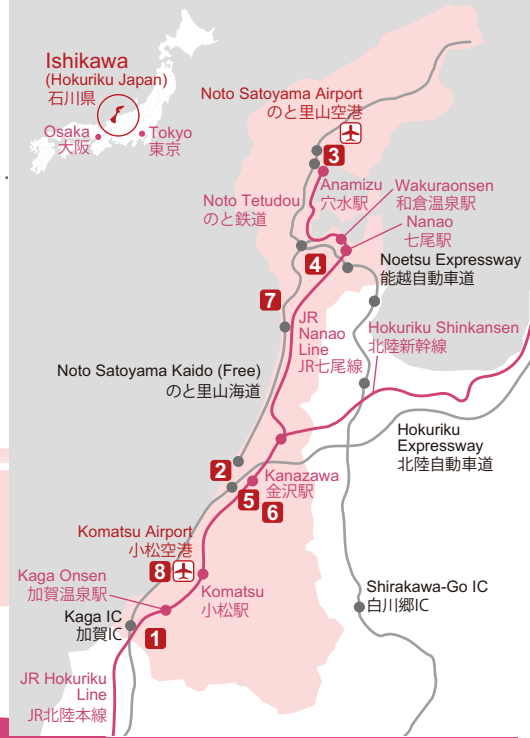 Ishikawa
(Hokuriku Japan)
石川県
Osaka
大阪
Tokyo
東京
Noto Satoyama Airport
のと里山空港
3
Anamizu
穴水駅
Noto Tetudou
のと鉄道
Wakuraonsen
和倉温泉駅
Nanao
七尾駅
4
Noetsu Expressway
能越自動車道
7
JR
Nanao
Line
JR七尾線
Hokuriku Shinkansen
北陸新幹線
Noto Satoyama Kaido (Free)
のと里山海道
Hokuriku
Expressway
北陸自動車道
2
Kanazawa
金沢駅
5
6
Komatsu Airport
小松空港
8
Kaga Onsen
加賀温泉駅
Komatsu
小松駅
Shirakawa-Go IC
白川郷IC
Kaga IC
加賀IC
1
JR Hokuriku
Line
JR北陸本線